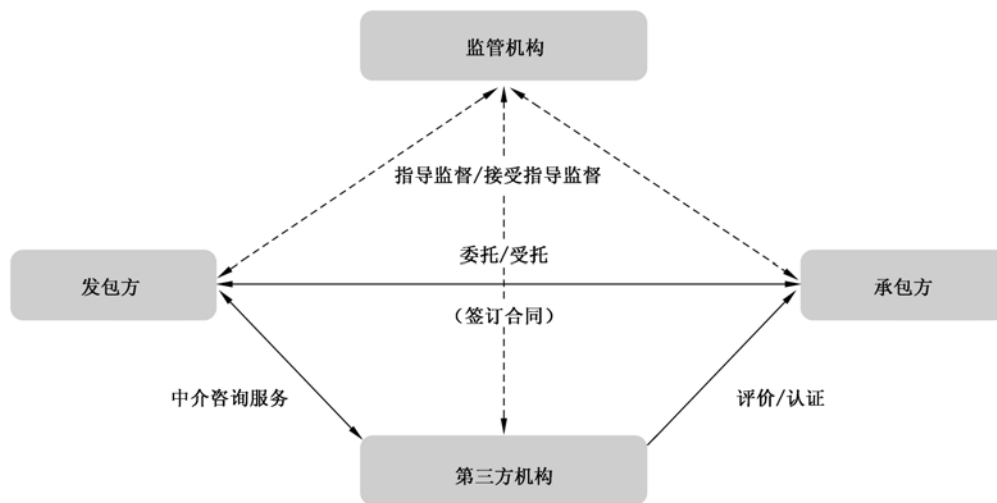 监管机构
指导监督/接受指导监督
委托/受托
发包方
承包方
（签订合同）
中介咨询服务
评价/认证
第三方机构